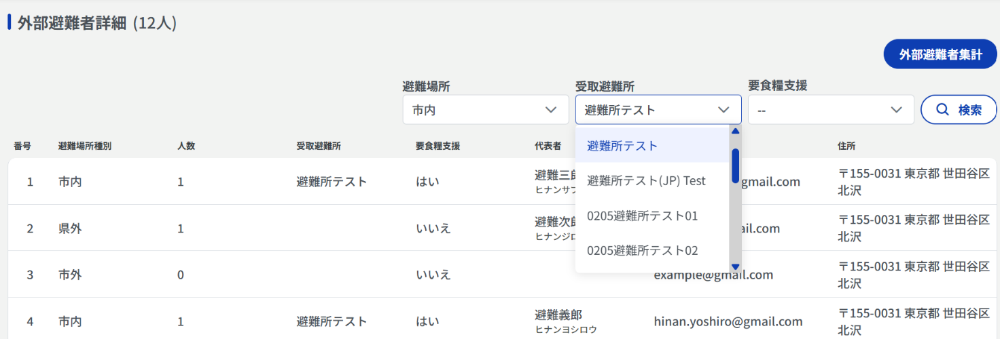 外部避難者詳細 (12人)
外部避難者集計
避難場所
受取避難所
要食糧支援
市内
避難所テスト
--
検索
番号 避難場所種別 人数 受取避難所 要食糧支援 代表者 住所
避難所テスト
避難所テスト(JP) Test
0205避難所テスト01
0205避難所テスト02
1 市内 1 避難所テスト はい 避難三 gmail.com 〒155-0031 東京都 世田谷区
ヒナンサ 北沢
2 県外 1 いいえ 避難次 ail.com 〒155-0031 東京都 世田谷区
ヒナンジロ 北沢
3 市外 0 いいえ example@gmail.com 〒155-0031 東京都 世田谷区
北沢
4 市内 1 避難所テスト はい 避難義郎 hinan.yoshiro@gmail.com 〒155-0031 東京都 世田谷区
ヒナンヨシロウ 北沢